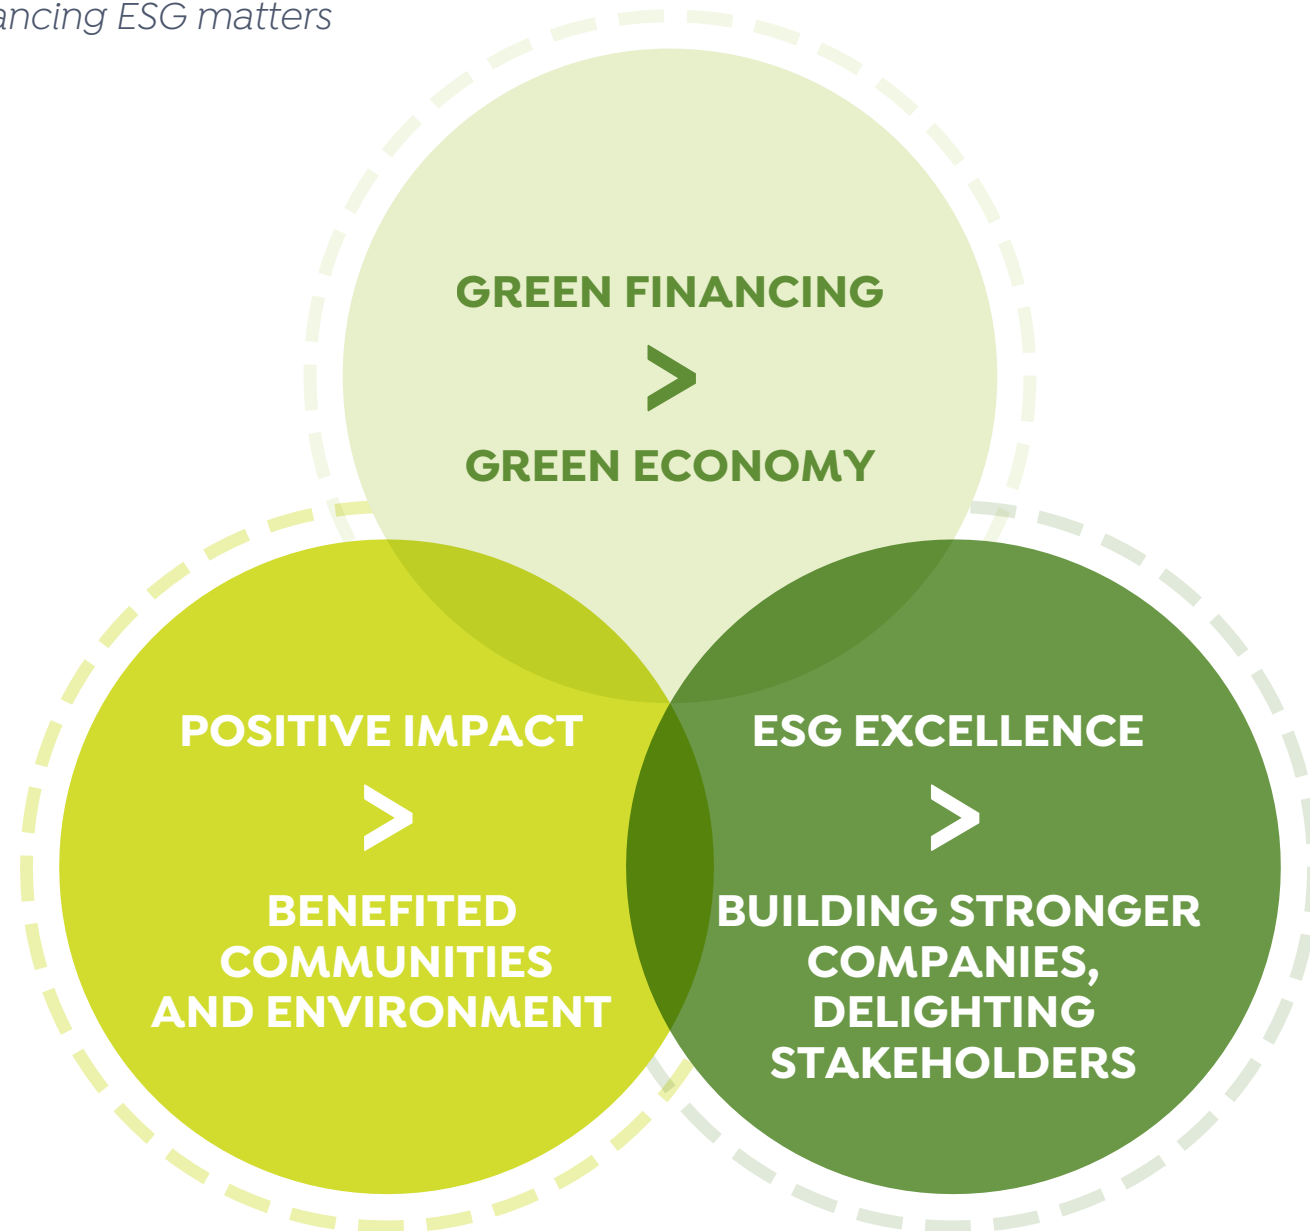 ancing ESG matters
GREEN FINANCING
>
GREEN ECONOMY
POSITIVE IMPACT
>
BENEFITED
COMMUNITIES
AND ENVIRONMENT
ESG EXCELLENCE
>
BUILDING STRONGER
COMPANIES,
DELIGHTING
STAKEHOLDERS